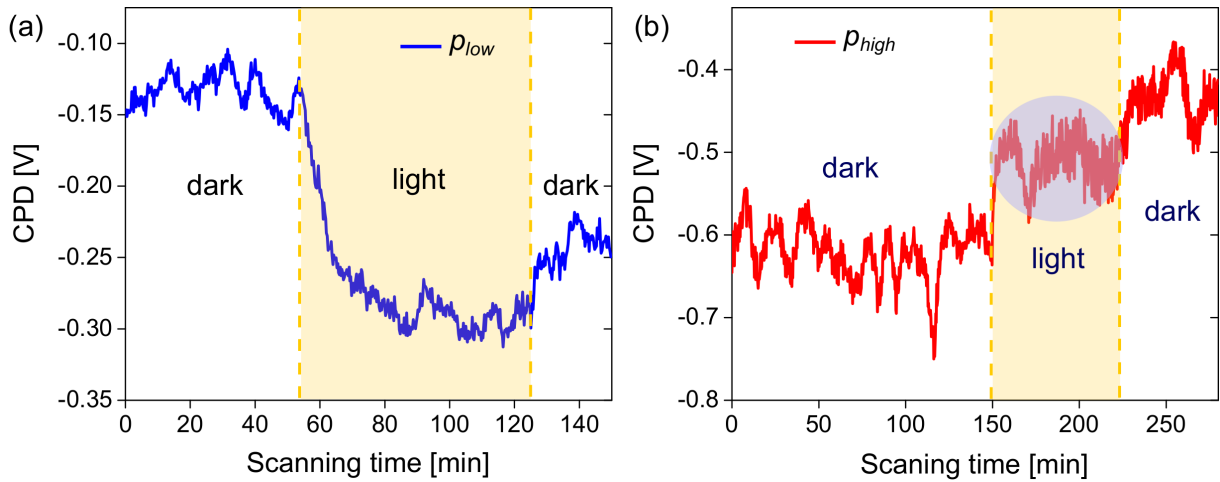 (a)
p_low
-0.10
-0.15
-0.20
-0.25
-0.30
-0.35
CPD [V]
dark
light
dark
0
20
40
60
80
100
120
140
Scanning time [min]
(b)
p_high
-0.4
-0.5
-0.6
-0.7
-0.8
CPD [V]
dark
light
dark
0
50
100
150
200
250
Scaning time [min]